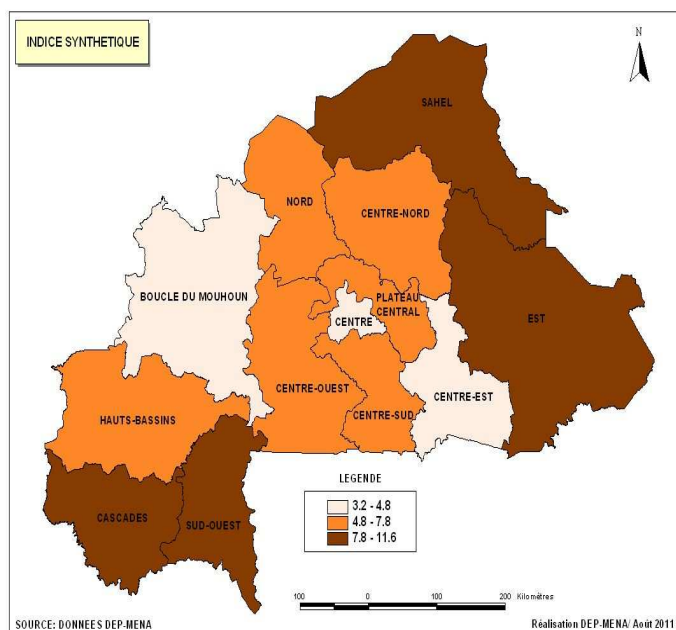 INDICE SYNTHETIQUE
N
SAHEL
NORD
CENTRE-NORD
BOUCLE DU MOUHOUN
PLATEAU
CENTRAL
CENTRE
EST
CENTRE-OUEST
CENTRE-EST
CENTRE-SUD
HAUTS-BASSINS
CASCADES
SUD-OUEST
LEGENDE
3.2 - 4.8
4.8 - 7.8
7.8 - 11.6
100 0 100 200 Kilomètres
SOURCE: DONNEES DEP-MENA
Réalisation DEP-MENA/ Août 2011